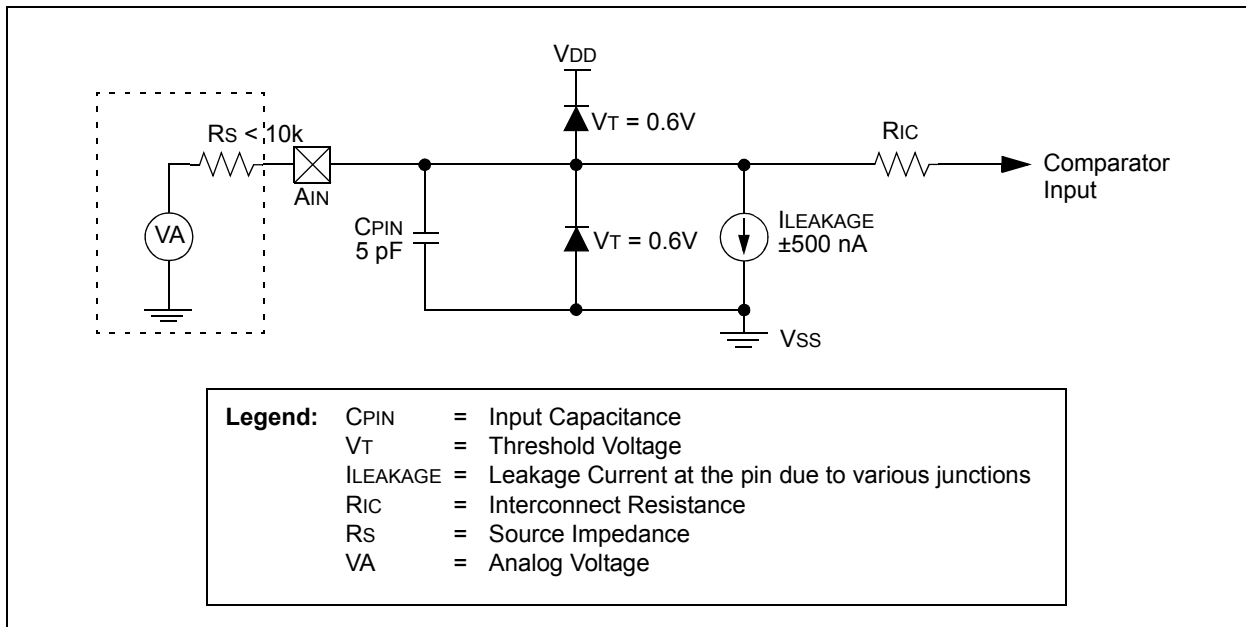 VDD
VT = 0.6V
RS < 10k
RIC
AIN
Comparator
Input
VA
CPIN
5 pF
VT = 0.6V
ILEAKAGE
±500 nA
VSS
Legend: CPIN = Input Capacitance
VT = Threshold Voltage
ILEAKAGE = Leakage Current at the pin due to various junctions
RIC = Interconnect Resistance
RS = Source Impedance
VA = Analog Voltage